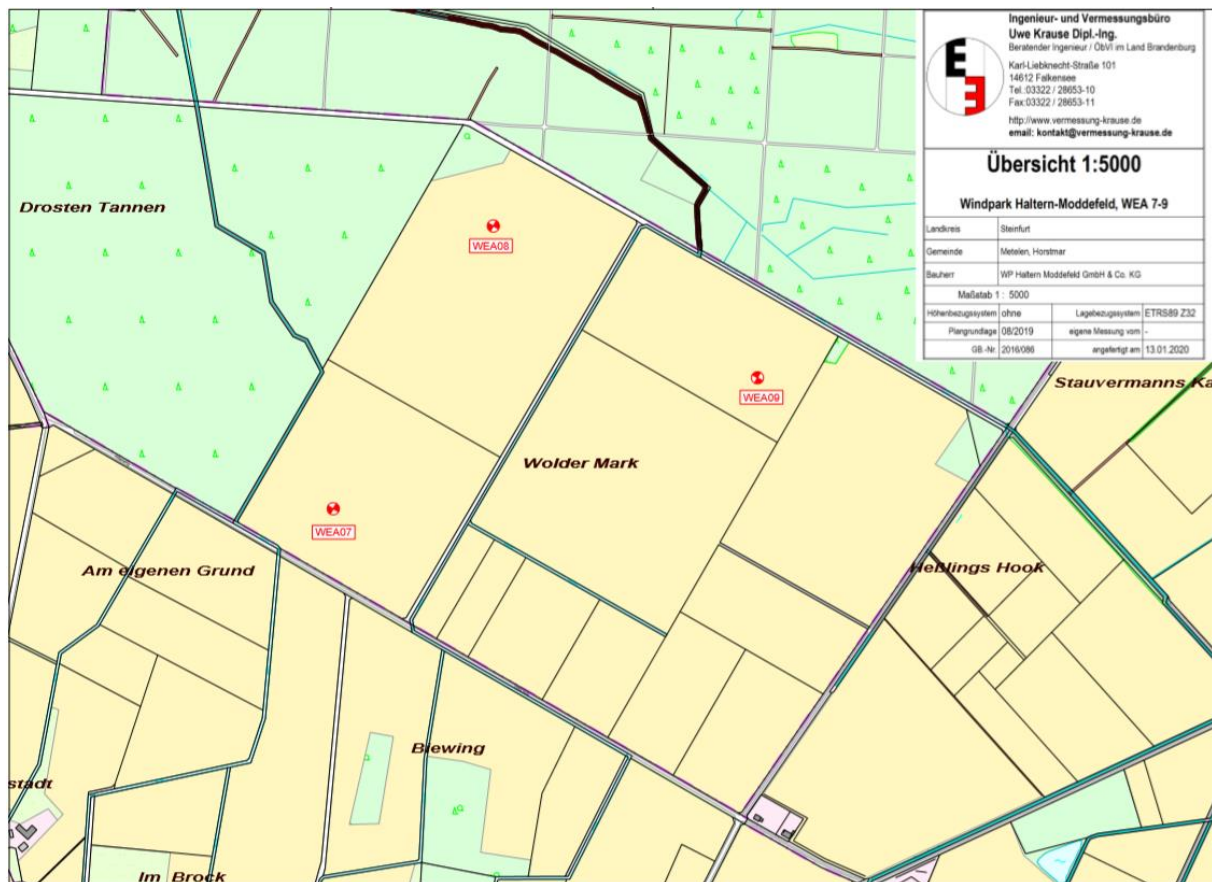 Ingenieur- und Vermessungsbüro
Uwe Krause Dipl.-Ing.
Beratender Ingenieur / ÖbVI im Land Brandenburg
Karl-Liebknecht-Straße 101
14612 Falkensee
Tel.:03322 / 28653-10
Fax:03322 / 28653-11
http://www.vermessung-krause.de
email: kontakt@vermessung-krause.de
Übersicht 1:5000
Windpark Haltern-Moddefeld, WEA 7-9
Landkreis Steinfurt
Gemeinde Metelen, Horstmar
Bauherr WP Haltern Moddefeld GmbH & Co. KG
Maßstab 1 : 5000
Höhenbezugssystem ohne Lagebezugssystem ETRS89 Z32
Plangrundlage 08/2019 eigene Messung vom -
GB.-Nr. 2016/086 angefertigt am 13.01.2020
Drosten Tannen
WEA08
Stauvermanns Ka
WEA09
Wolder Mark
WEA07
Am eigenen Grund
Heßlings Hook
Biewing
stadt
Im Brock